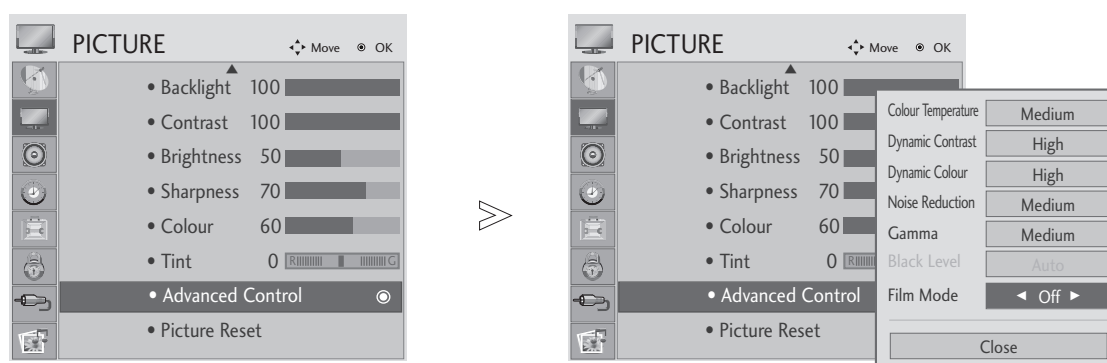 PICTURE Move OK
• Backlight 100
• Contrast 100
• Brightness 50
• Sharpness 70
• Colour 60
• Tint 0 R G
• Advanced Control
• Picture Reset
PICTURE Move OK
• Backlight 100
• Contrast 100
• Brightness 50
• Sharpness 70
• Colour 60
• Tint 0 R
• Advanced Control
• Picture Reset
Colour Temperature Medium
Dynamic Contrast High
Dynamic Colour High
Noise Reduction Medium
Gamma Medium
Black Level Auto
Film Mode ◄ Off ►
Close